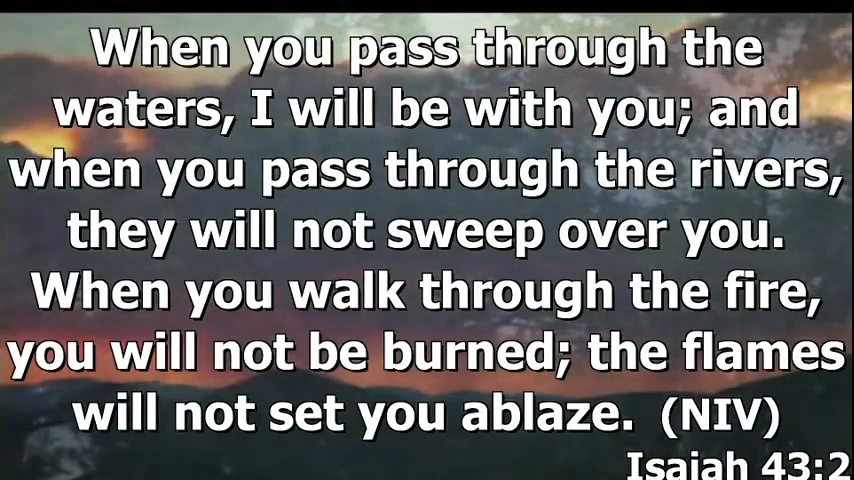 When you pass through the
waters, I will be with you; and
when you pass through the rivers,
they will not sweep over you.
When you walk through the fire,
you will not be burned; the flames
will not set you ablaze. (NIV)
Isaiah 43:2